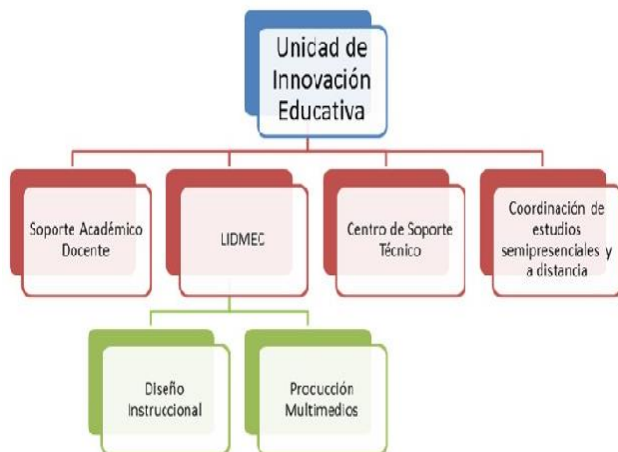 Unidad de
Innovación
Educativa
Soporte Académico
Docente
LIDMEC
Centro de Soporte
Técnico
Coordinación de
estudios
semipresenciales y
a distancia
Diseño
Instruccional
Producción
Multimedios